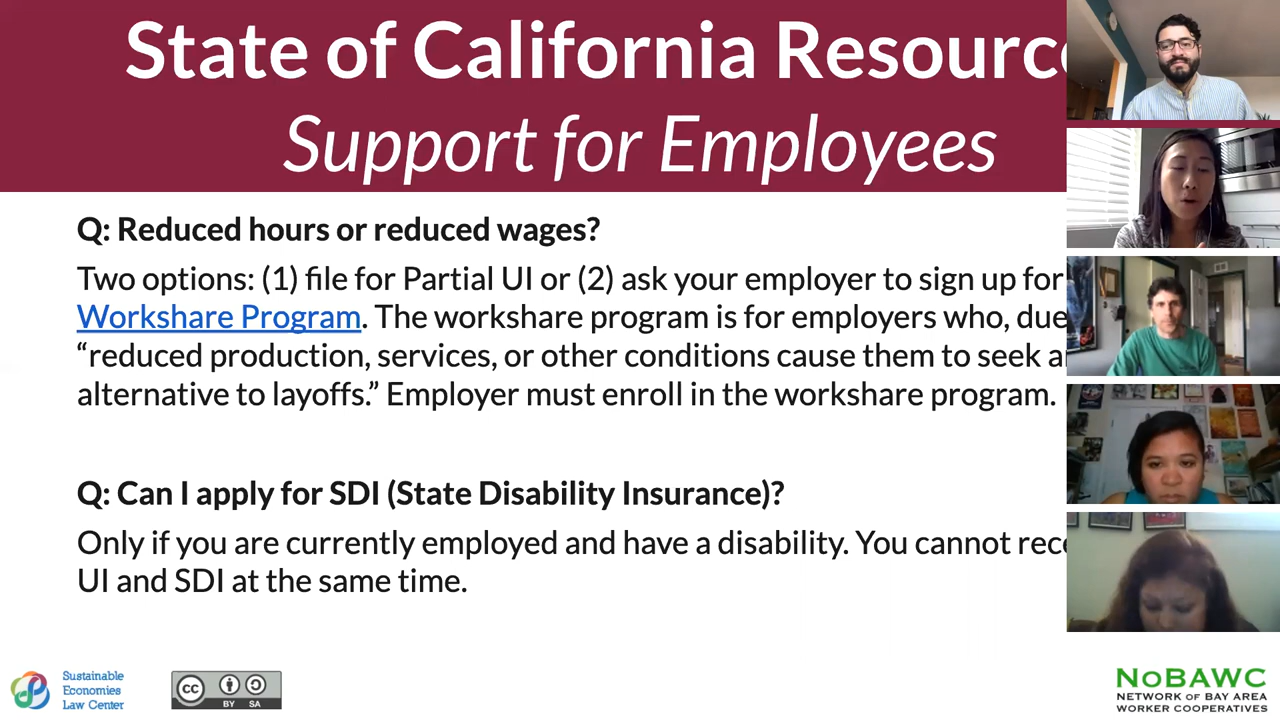 State of California Resourc
Support for Employees
Q: Reduced hours or reduced wages?
Two options: (1) file for Partial UI or (2) ask your employer to sign up for
Workshare Program. The workshare program is for employers who, due
“reduced production, services, or other conditions cause them to seek a
alternative to layoffs.” Employer must enroll in the workshare program.
Q: Can I apply for SDI (State Disability Insurance)?
Only if you are currently employed and have a disability. You cannot rec
UI and SDI at the same time.
Sustainable
Economies
Law Center
CC
BY SA
NoBAWC
NETWORK OF BAY AREA
WORKER COOPERATIVES